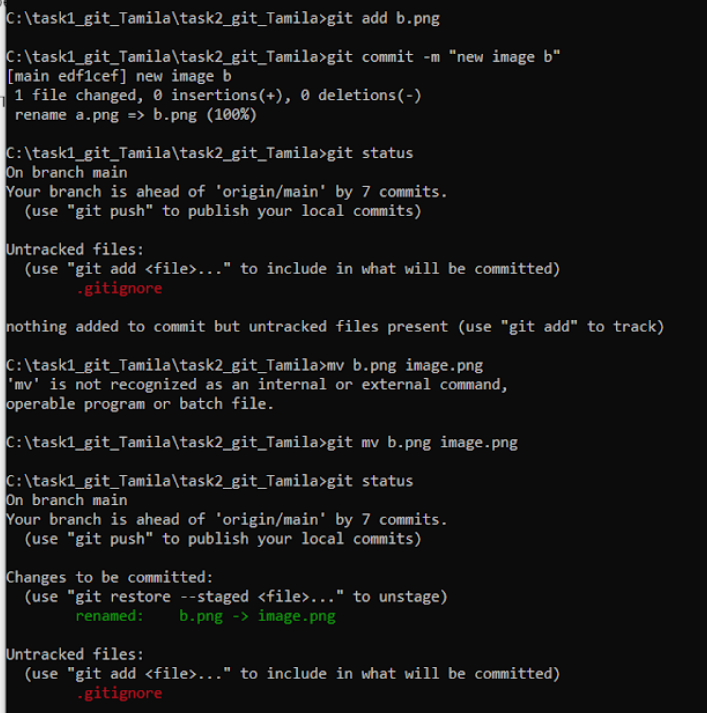 C:\task1_git_Tamila\task2_git_Tamila>git add b.png
C:\task1_git_Tamila\task2_git_Tamila>git commit -m "new image b"
[main edf1cef] new image b
1 file changed, 0 insertions(+), 0 deletions(-)
rename a.png => b.png (100%)
C:\task1_git_Tamila\task2_git_Tamila>git status
On branch main
Your branch is ahead of 'origin/main' by 7 commits.
(use "git push" to publish your local commits)
Untracked files:
(use "git add <file>..." to include in what will be committed)
.gitignore
nothing added to commit but untracked files present (use "git add" to track)
C:\task1_git_Tamila\task2_git_Tamila>mv b.png image.png
'mv' is not recognized as an internal or external command,
operable program or batch file.
C:\task1_git_Tamila\task2_git_Tamila>git mv b.png image.png
C:\task1_git_Tamila\task2_git_Tamila>git status
On branch main
Your branch is ahead of 'origin/main' by 7 commits.
(use "git push" to publish your local commits)
Changes to be committed:
(use "git restore --staged <file>..." to unstage)
renamed:    b.png -> image.png
Untracked files:
(use "git add <file>..." to include in what will be committed)
.gitignore